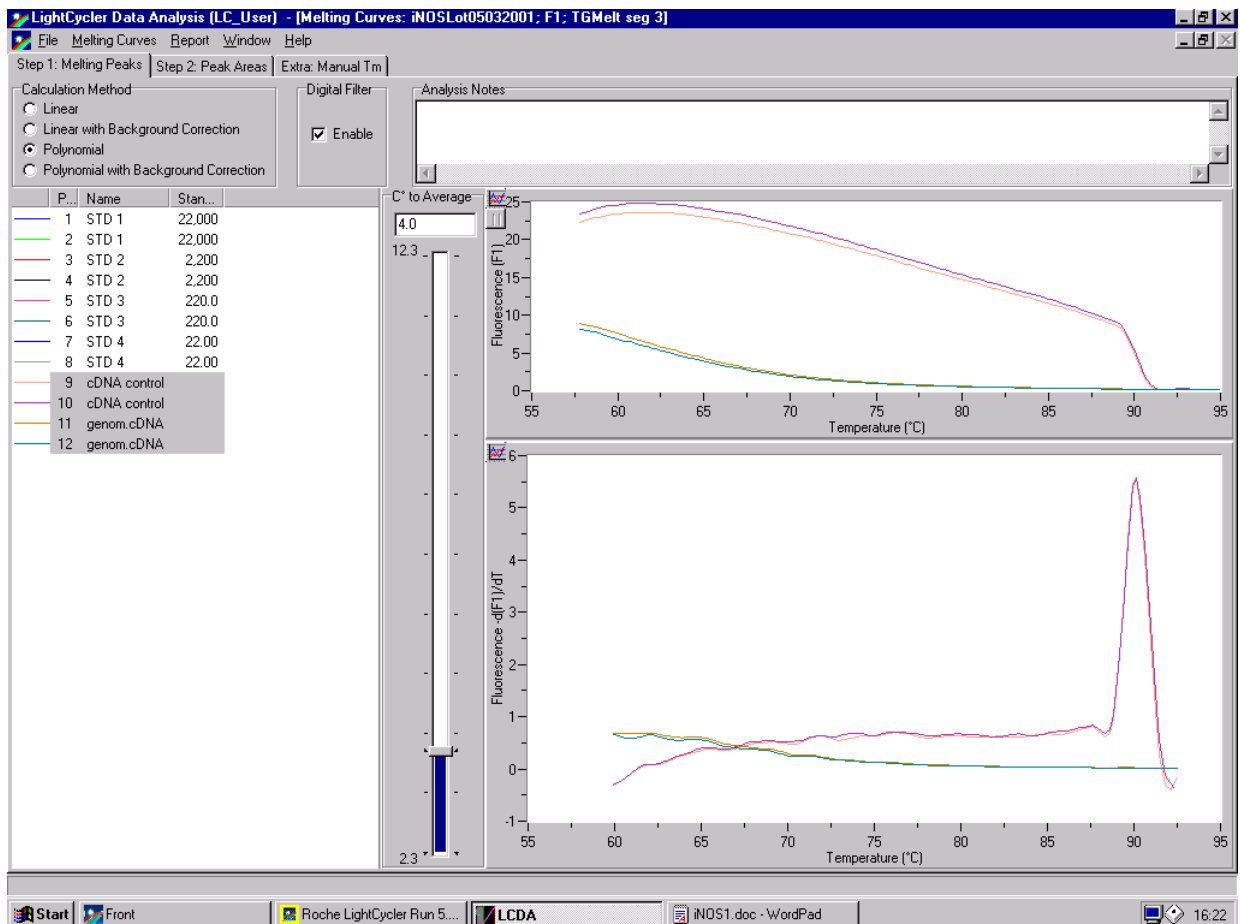 LightCycler Data Analysis (LC_User) - [Melting Curves: iNOSLot05032001; F1; TGMelt seg 3]
File Melting Curves Report Window Help
Step 1: Melting Peaks Step 2: Peak Areas Extra: Manual Tm
Calculation Method
Linear
Linear with Background Correction
Polynomial
Polynomial with Background Correction
Digital Filter
Enable
Analysis Notes
P... Name Stan...
1 STD 1 22,000
2 STD 1 22,000
3 STD 2 2,200
4 STD 2 2,200
5 STD 3 220.0
6 STD 3 220.0
7 STD 4 22.00
8 STD 4 22.00
9 cDNA control
10 cDNA control
11 genom.cDNA
12 genom.cDNA
C° to Average
4.0
12.3
2.3
25
20
15
10
5
0
Fluorescence (F1)
55 60 65 70 75 80 85 90 95
Temperature (°C)
6
5
4
3
2
1
0
-1
Fluorescence -d(F1)/dT
55 60 65 70 75 80 85 90 95
Temperature (°C)
Start Front Roche LightCycler Run 5.... LCDA iNOS1.doc - WordPad 16:22